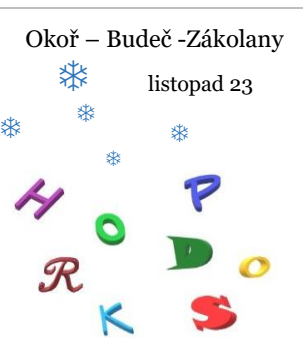 Okoř – Budeč -Zákolany
listopad 23
H O P
R D O
K S